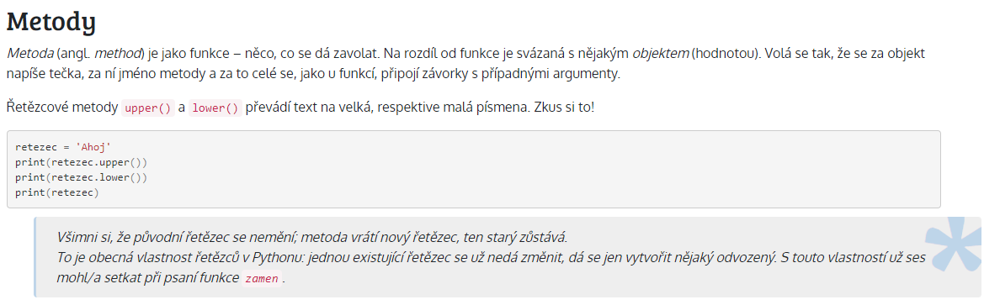 Metody
Metoda (angl. method) je jako funkce – něco, co se dá zavolat. Na rozdíl od funkce je svázaná s nějakým objektem (hodnotou). Volá se tak, že se za objekt
napíše tečka, za ní jméno metody a za to celé se, jako u funkcí, připojí závorky s případnými argumenty.
Řetězcové metody upper() a lower() převádí text na velká, respektive malá písmena. Zkus si to!
retezec = 'Ahoj'
print(retezec.upper())
print(retezec.lower())
print(retezec)
Všimni si, že původní řetězec se nemění; metoda vrátí nový řetězec, ten starý zůstává.
To je obecná vlastnost řetězců v Pythonu: jednou existující řetězec se už nedá změnit, dá se jen vytvořit nějaký odvozený. S touto vlastností už ses
mohl/a setkat při psaní funkce zamen .